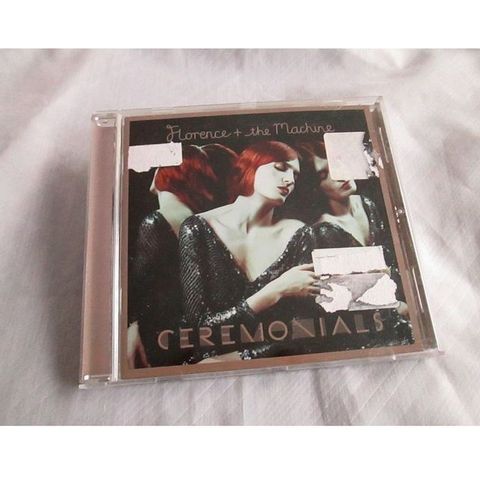 Florence + the Machine
CEREMONIALS